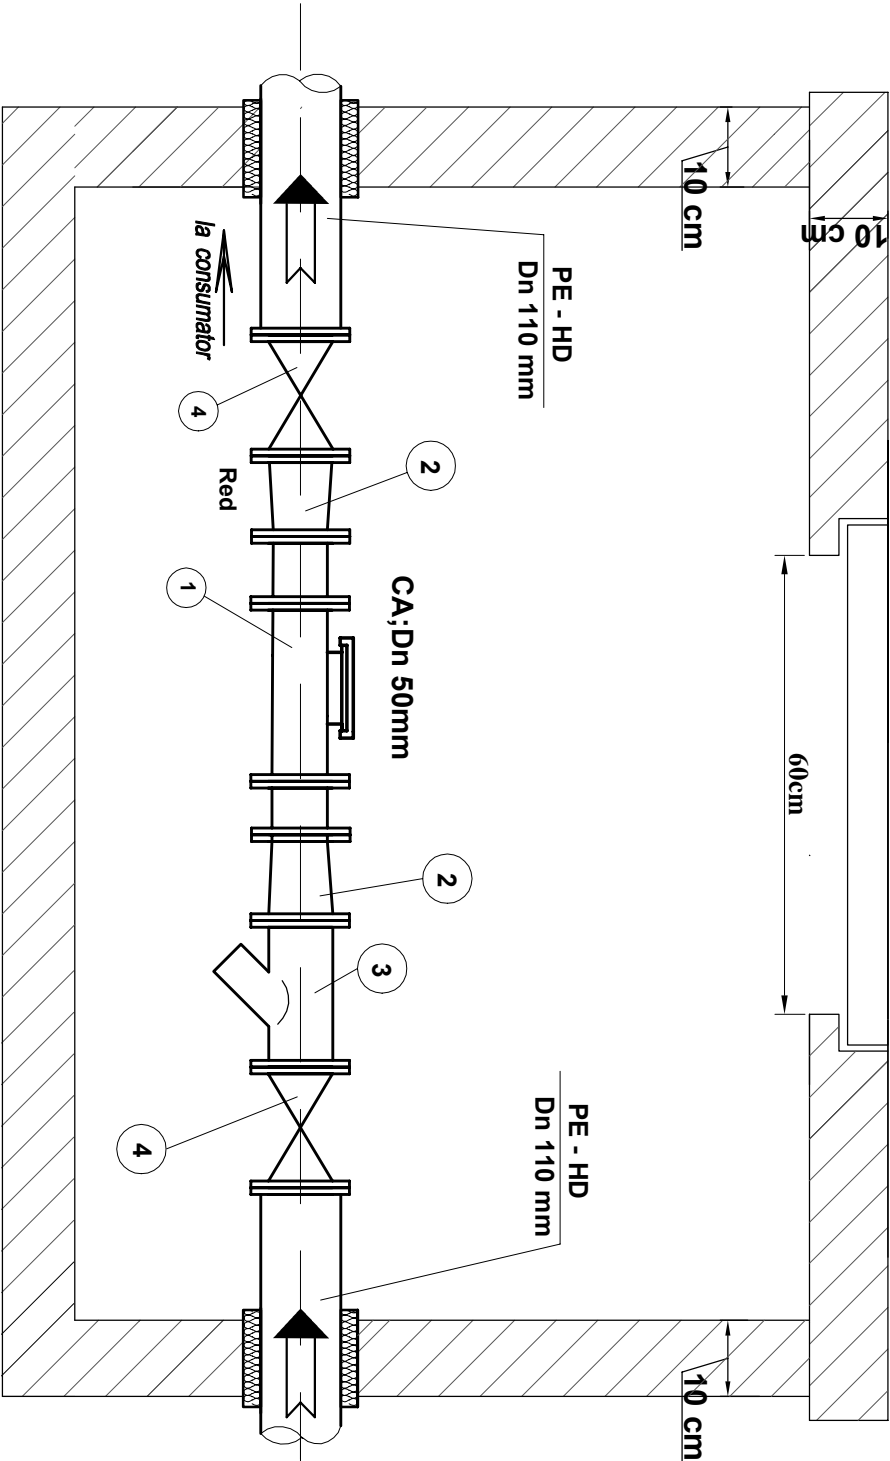 10 cm
10 cm
PE - HD
Dn 110 mm
la consumator
4
2
Red
1
CA;Dn 50mm
60cm
2
3
4
PE - HD
Dn 110 mm
10 cm